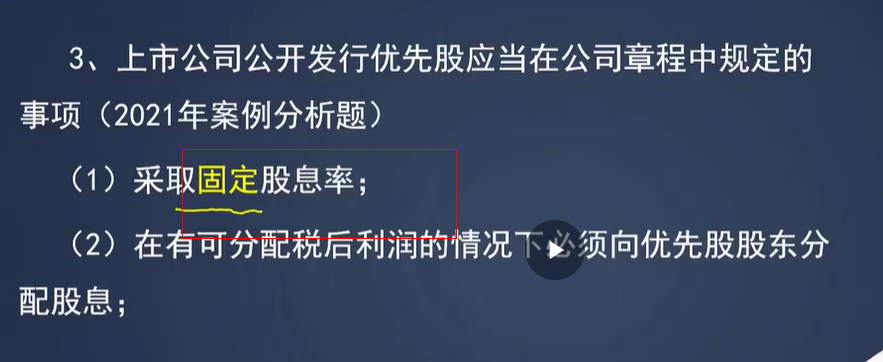 3、上市公司公开发行优先股应当在公司章程中规定的
事项（2021年案例分析题）
（1）采取固定股息率；
（2）在有可分配税后利润的情况下必须向优先股股东分
配股息；